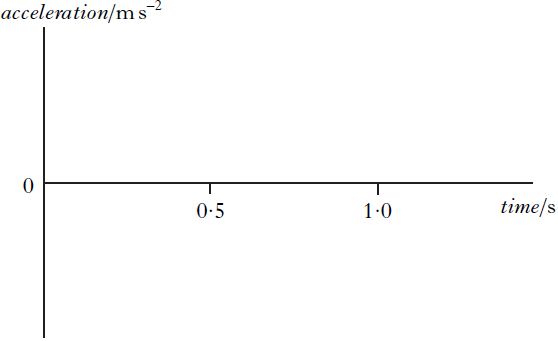 acceleration/m s⁻²
0
0·5
1·0
time/s